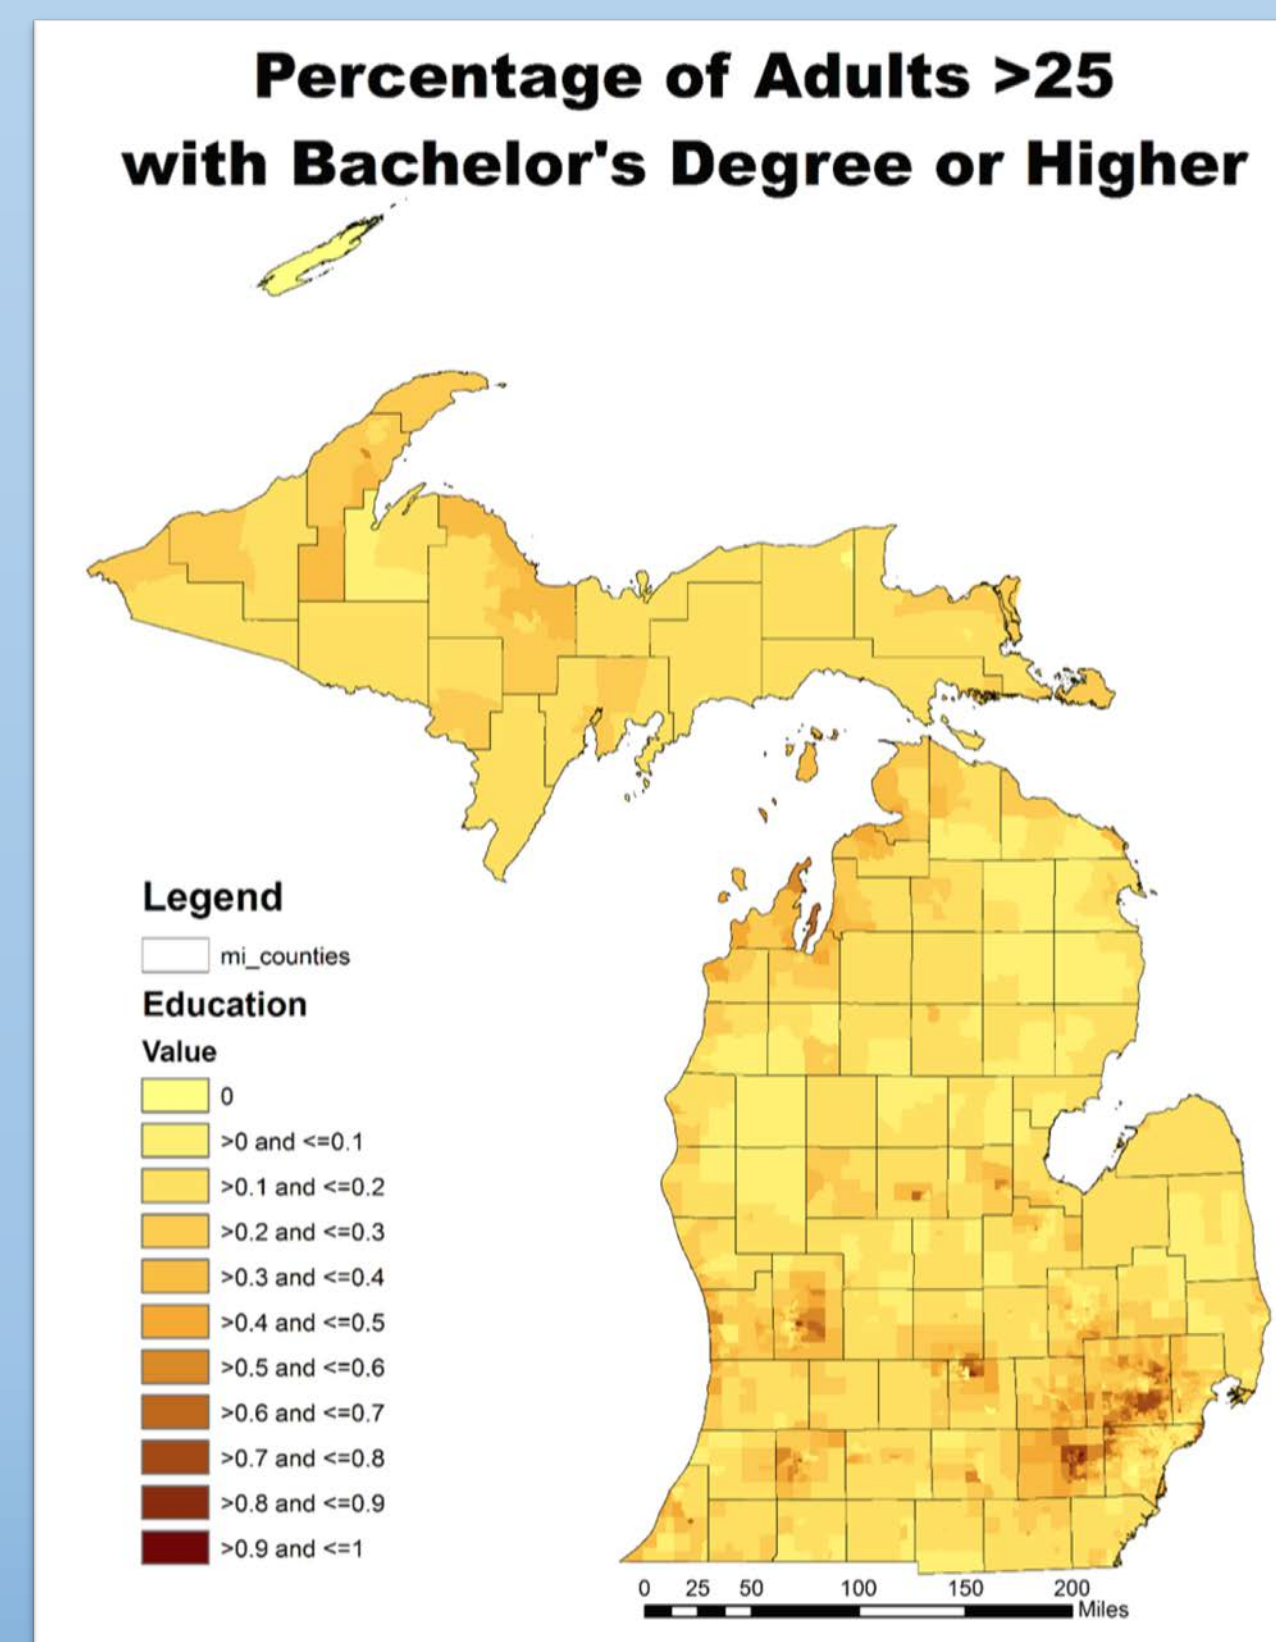 Percentage of Adults >25
with Bachelor's Degree or Higher
Legend
mi_counties
Education
Value
0
>0 and <=0.1
>0.1 and <=0.2
>0.2 and <=0.3
>0.3 and <=0.4
>0.4 and <=0.5
>0.5 and <=0.6
>0.6 and <=0.7
>0.7 and <=0.8
>0.8 and <=0.9
>0.9 and <=1
0 25 50 100 150 200
Miles